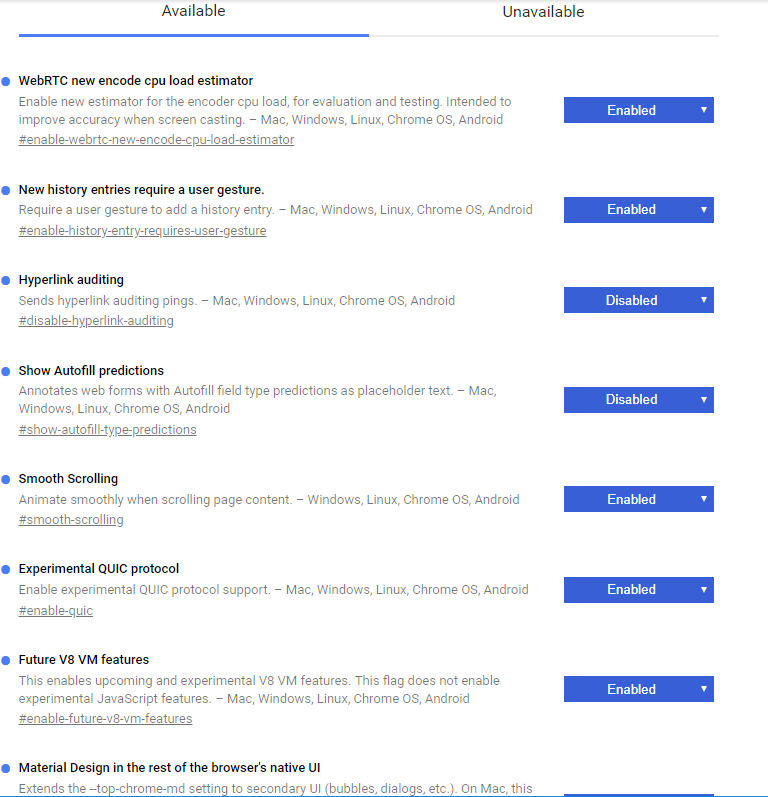 Available
Unavailable
WebRTC new encode cpu load estimator
Enable new estimator for the encoder cpu load, for evaluation and testing. Intended to
improve accuracy when screen casting. – Mac, Windows, Linux, Chrome OS, Android
#enable-webrtc-new-encode-cpu-load-estimator
Enabled
New history entries require a user gesture.
Require a user gesture to add a history entry. – Mac, Windows, Linux, Chrome OS, Android
#enable-history-entry-requires-user-gesture
Enabled
Hyperlink auditing
Sends hyperlink auditing pings. – Mac, Windows, Linux, Chrome OS, Android
#disable-hyperlink-auditing
Disabled
Show Autofill predictions
Annotates web forms with Autofill field type predictions as placeholder text. – Mac,
Windows, Linux, Chrome OS, Android
#show-autofill-type-predictions
Disabled
Smooth Scrolling
Animate smoothly when scrolling page content. – Windows, Linux, Chrome OS, Android
#smooth-scrolling
Enabled
Experimental QUIC protocol
Enable experimental QUIC protocol support. – Mac, Windows, Linux, Chrome OS, Android
#enable-quic
Enabled
Future V8 VM features
This enables upcoming and experimental V8 VM features. This flag does not enable
experimental JavaScript features. – Mac, Windows, Linux, Chrome OS, Android
#enable-future-v8-vm-features
Enabled
Material Design in the rest of the browser's native UI
Extends the --top-chrome-md setting to secondary UI (bubbles, dialogs, etc.). On Mac, this